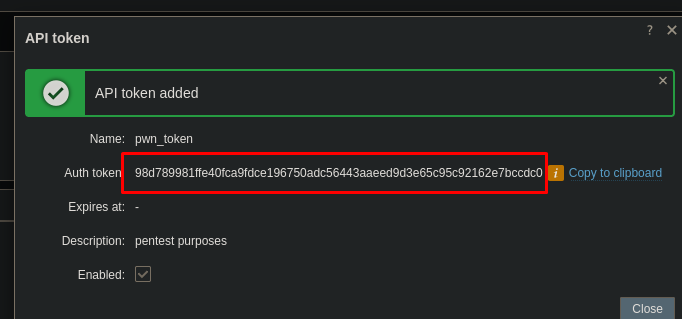 API token
?
API token added
Name: pwn_token
Auth token 98d789981ffe40fca9fdce196750adc56443aaeed9d3e65c95c92162e7bccdc0 i Copy to clipboard
Expires at: -
Description: pentest purposes
Enabled:
Close